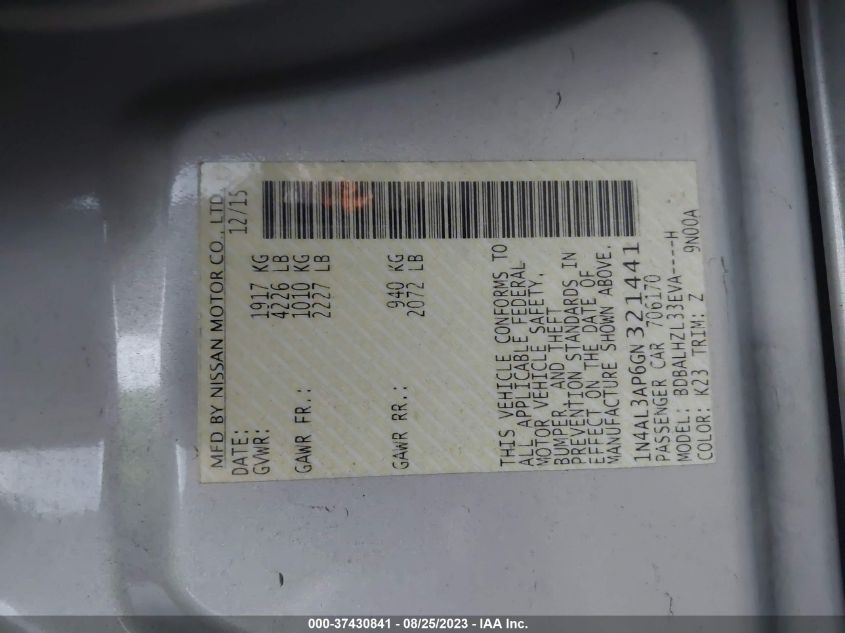 MFD BY NISSAN MOTOR CO., LTD.
DATE: 12/15
GVWR: 1917 KG
4226 LB
GAWR FR.: 1010 KG
2227 LB
GAWR RR.: 940 KG
2072 LB
THIS VEHICLE CONFORMS TO
ALL APPLICABLE FEDERAL
MOTOR VEHICLE SAFETY,
BUMPER, AND THEFT
PREVENTION STANDARDS IN
EFFECT ON THE DATE OF
MANUFACTURE SHOWN ABOVE.
1N4AL3AP6GN321441
PASSENGER CAR 706170
MODEL: BDBALHZL33EVA----H
COLOR: K23 TRIM: Z 9N00A
000-37430841 - 08/25/2023 - IAA Inc.